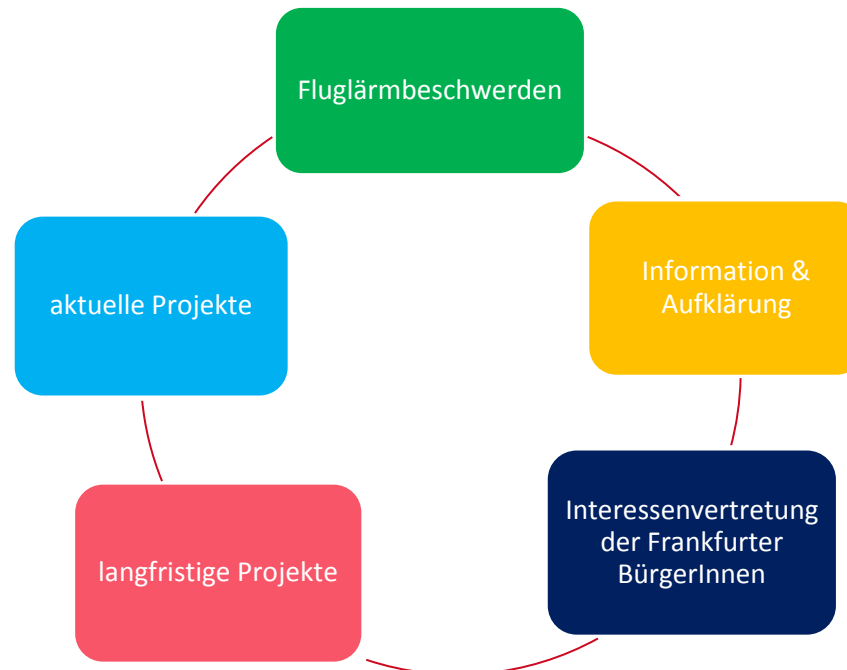 Fluglärmbeschwerden
Information &
Aufklärung
Interessenvertretung
der Frankfurter
BürgerInnen
langfristige Projekte
aktuelle Projekte